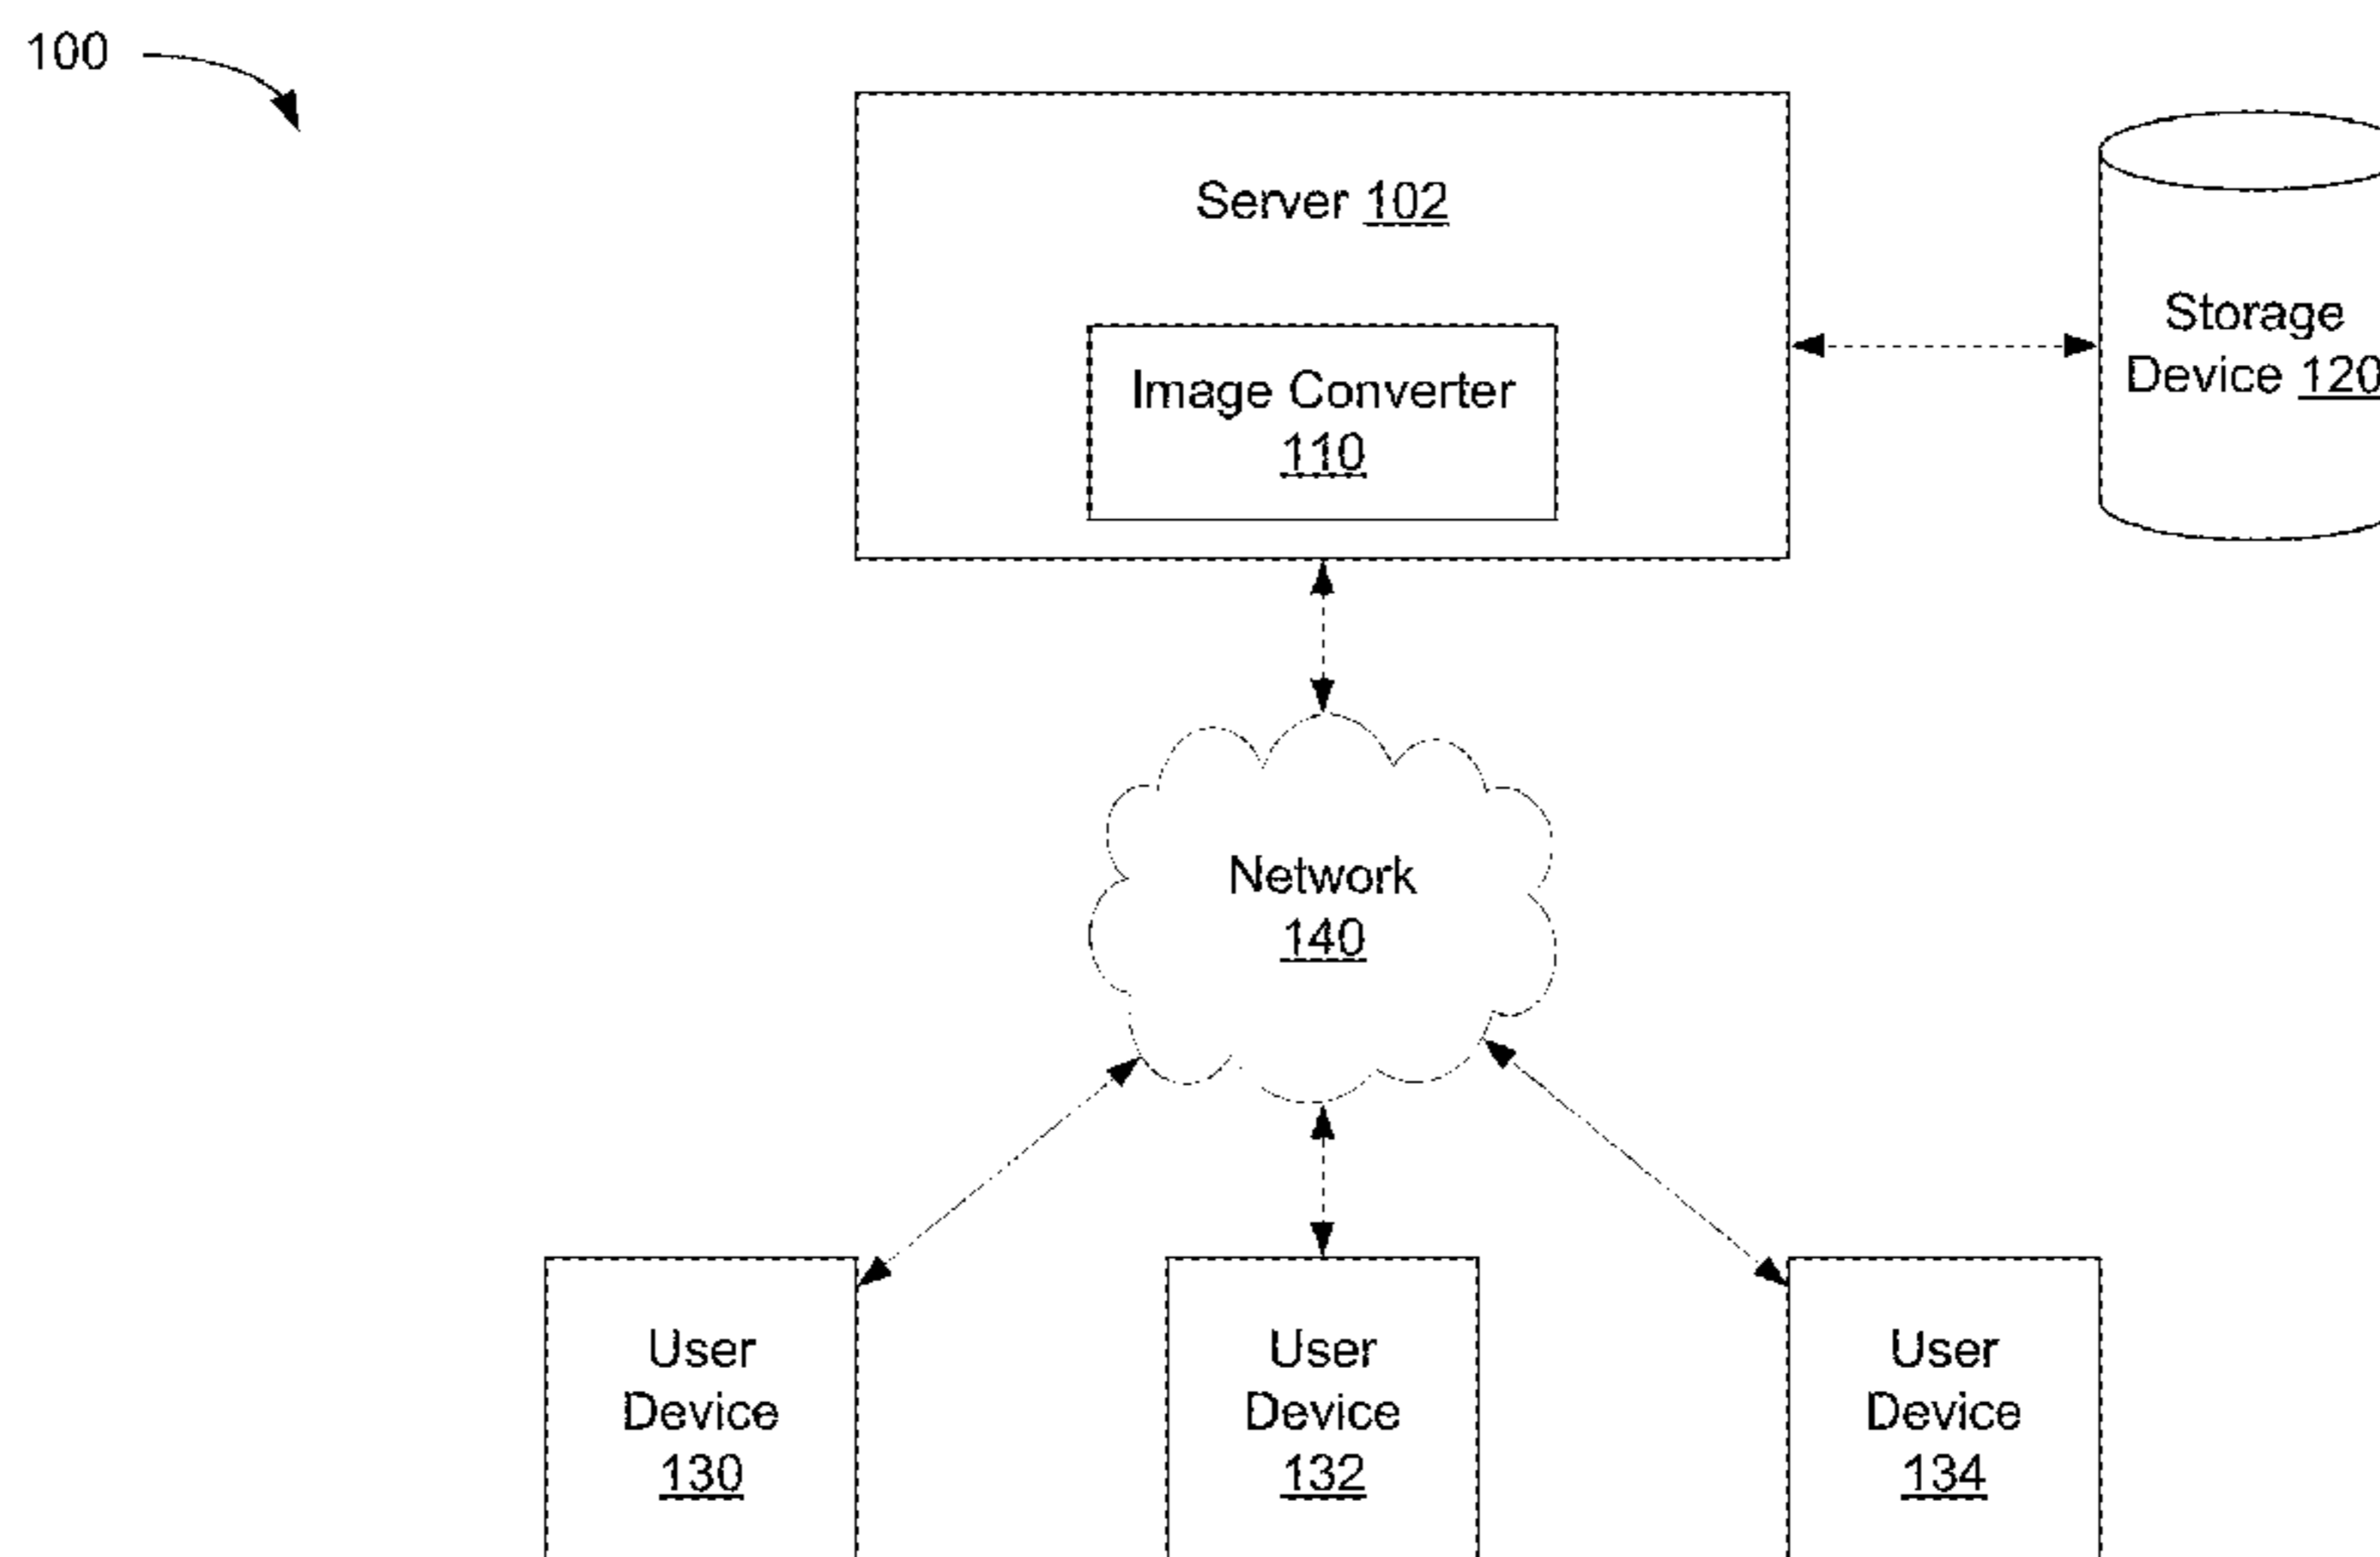 100
Server 102
Storage
Device 120
Image Converter
110
Network
140
User
Device
130
User
Device
132
User
Device
134